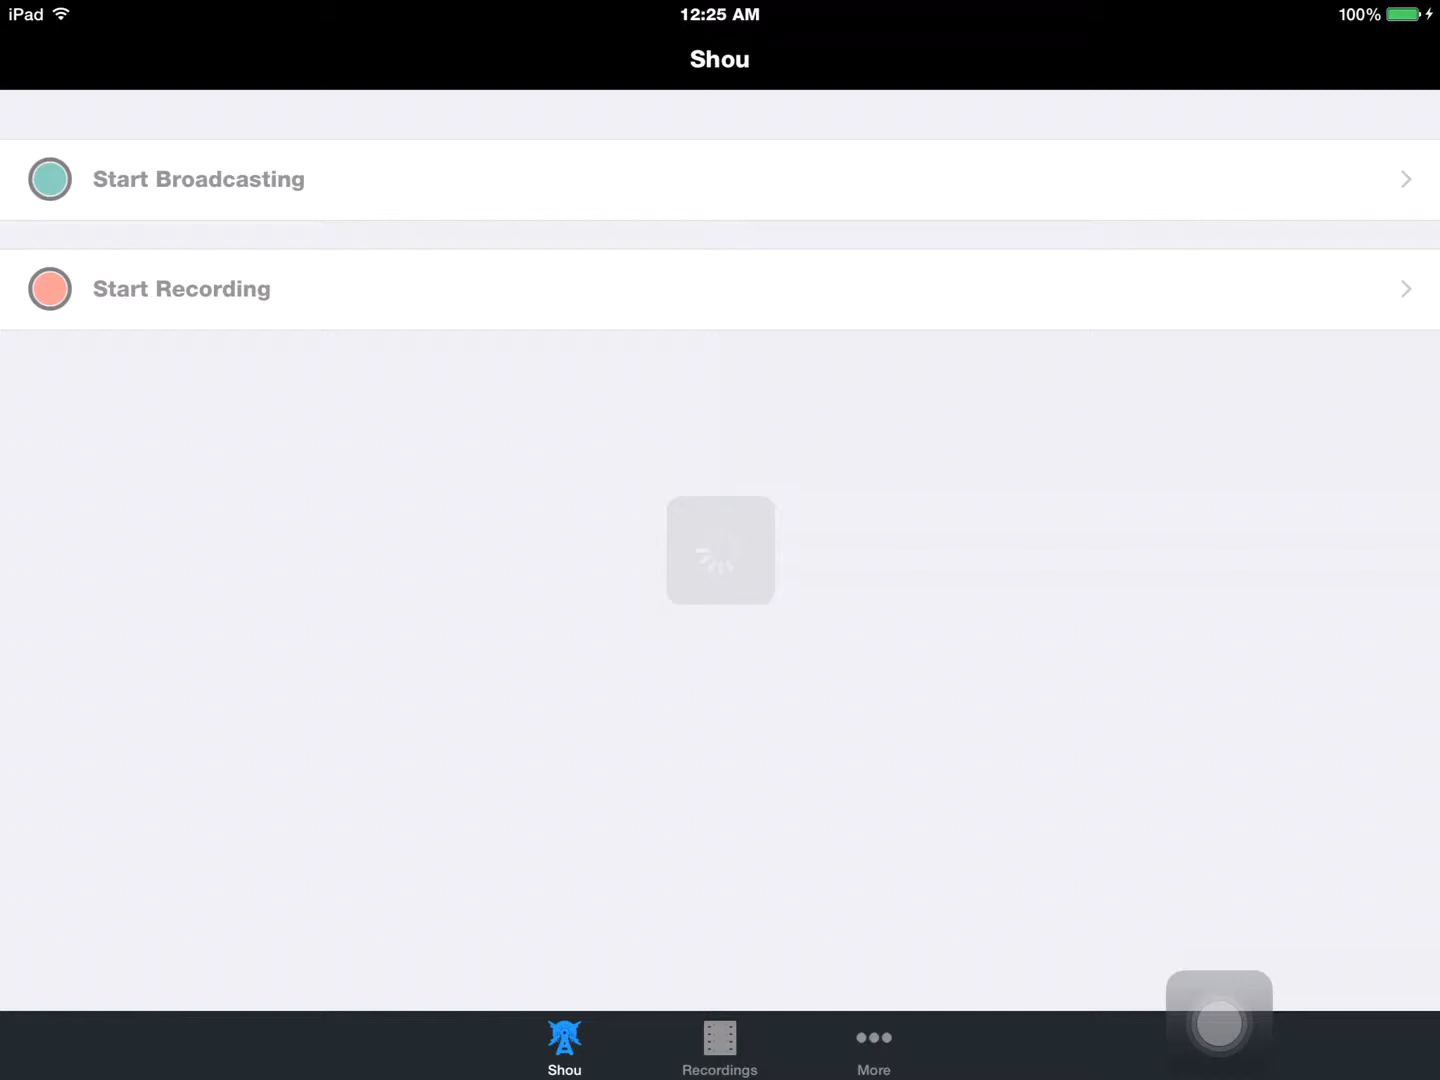 iPad
12:25 AM
100%
Shou
Start Broadcasting
Start Recording
Shou
Recordings
More